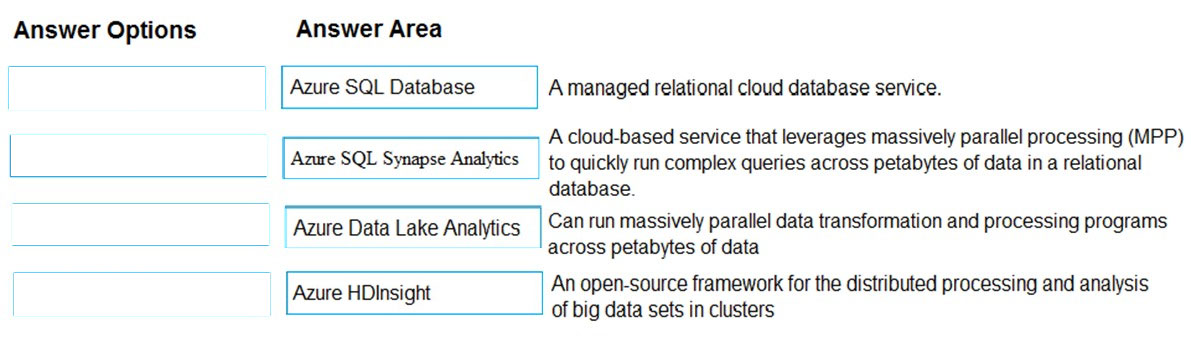 Answer Options
Answer Area
Azure SQL Database
A managed relational cloud database service.
Azure SQL Synapse Analytics
A cloud-based service that leverages massively parallel processing (MPP)
to quickly run complex queries across petabytes of data in a relational
database.
Azure Data Lake Analytics
Can run massively parallel data transformation and processing programs
across petabytes of data
Azure HDInsight
An open-source framework for the distributed processing and analysis
of big data sets in clusters